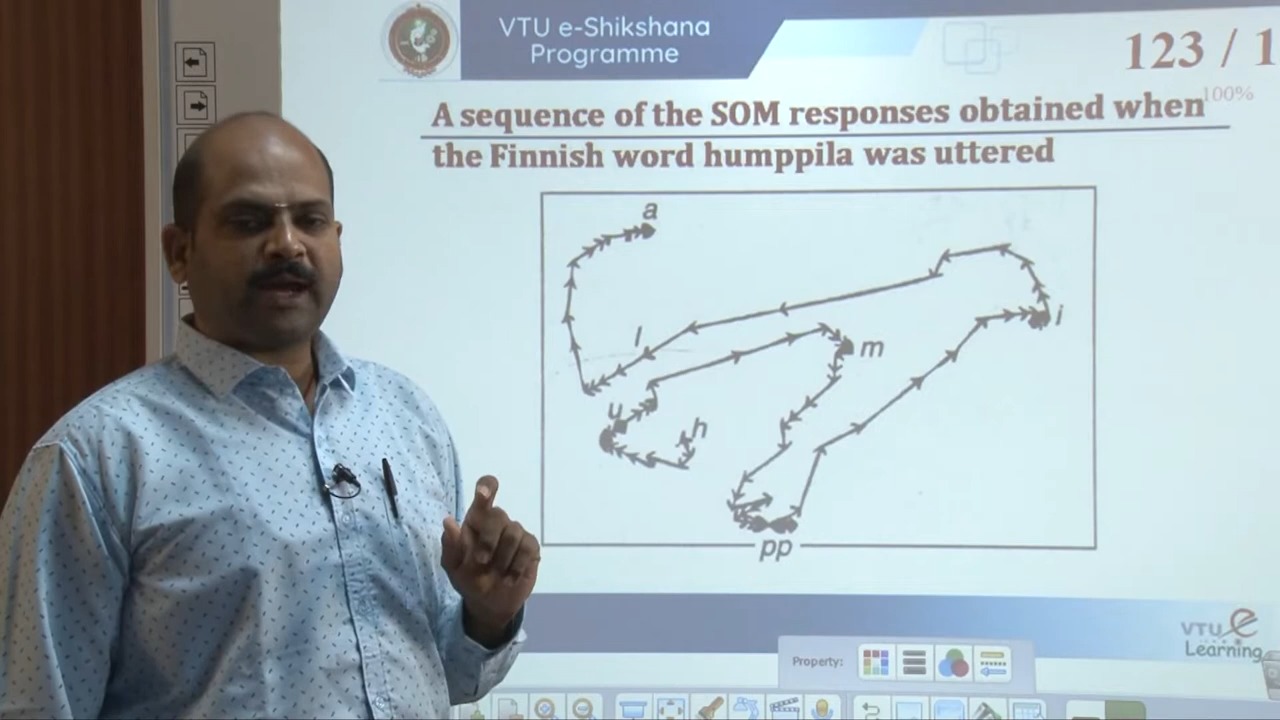 VTU e-Shikshana
Programme
123 / 1
100%
A sequence of the SOM responses obtained when
the Finnish word humppila was uttered
a
i
l
m
u
h
pp
VTU e
Learning
Property: